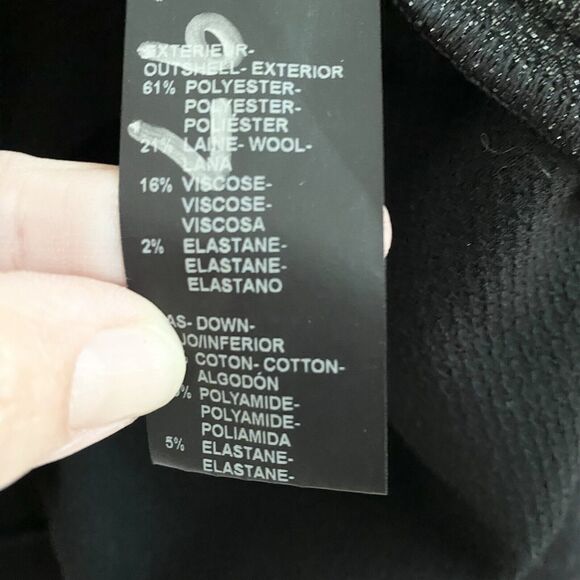 EXTERIEUR-
OUTSHELL- EXTERIOR
61% POLYESTER-
POLYESTER-
POLIÉSTER
21% LAINE- WOOL-
LANA
16% VISCOSE-
VISCOSE-
VISCOSA
2% ELASTANE-
ELASTANE-
ELASTANO
DOWN-
COTON- COTTON-
ALGODÓN
POLYAMIDE-
POLYAMIDE-
POLIAMIDA
5% ELASTANE-
ELASTANE-